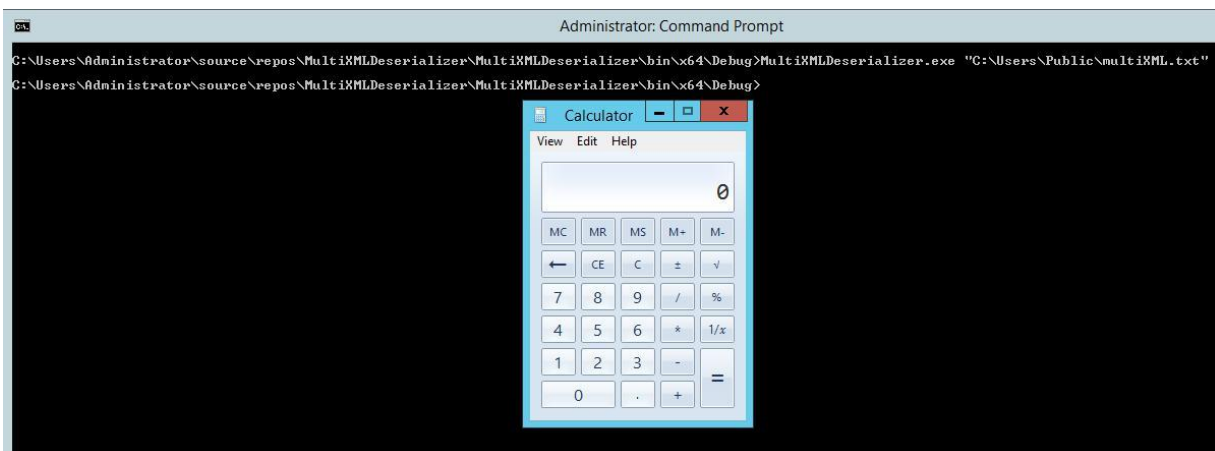 Administrator: Command Prompt
C:\Users\Administrator\source\repos\MultiXMLDeserializer\MultiXMLDeserializer\bin\x64\Debug>MultiXMLDeserializer.exe "C:\Users\Public\multiXML.txt"
C:\Users\Administrator\source\repos\MultiXMLDeserializer\MultiXMLDeserializer\bin\x64\Debug>
Calculator
View Edit Help
0
MC MR MS M+ M-
← CE C ± √
7 8 9 / %
4 5 6 * 1/x
1 2 3 - =
0 . +